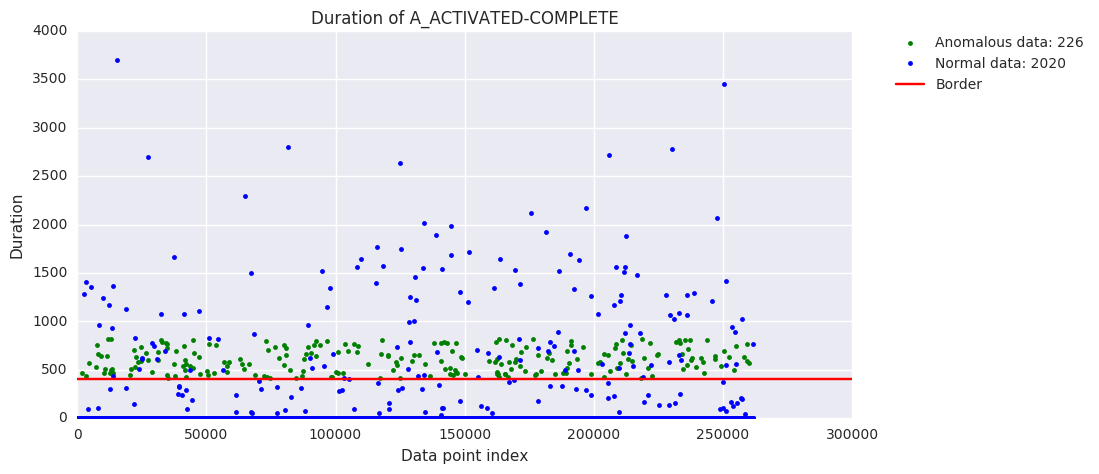 Duration of A_ACTIVATED-COMPLETE
4000
3500
3000
2500
2000
1500
1000
500
0
Duration
0 50000 100000 150000 200000 250000 300000
Data point index
Anomalous data: 226
Normal data: 2020
Border